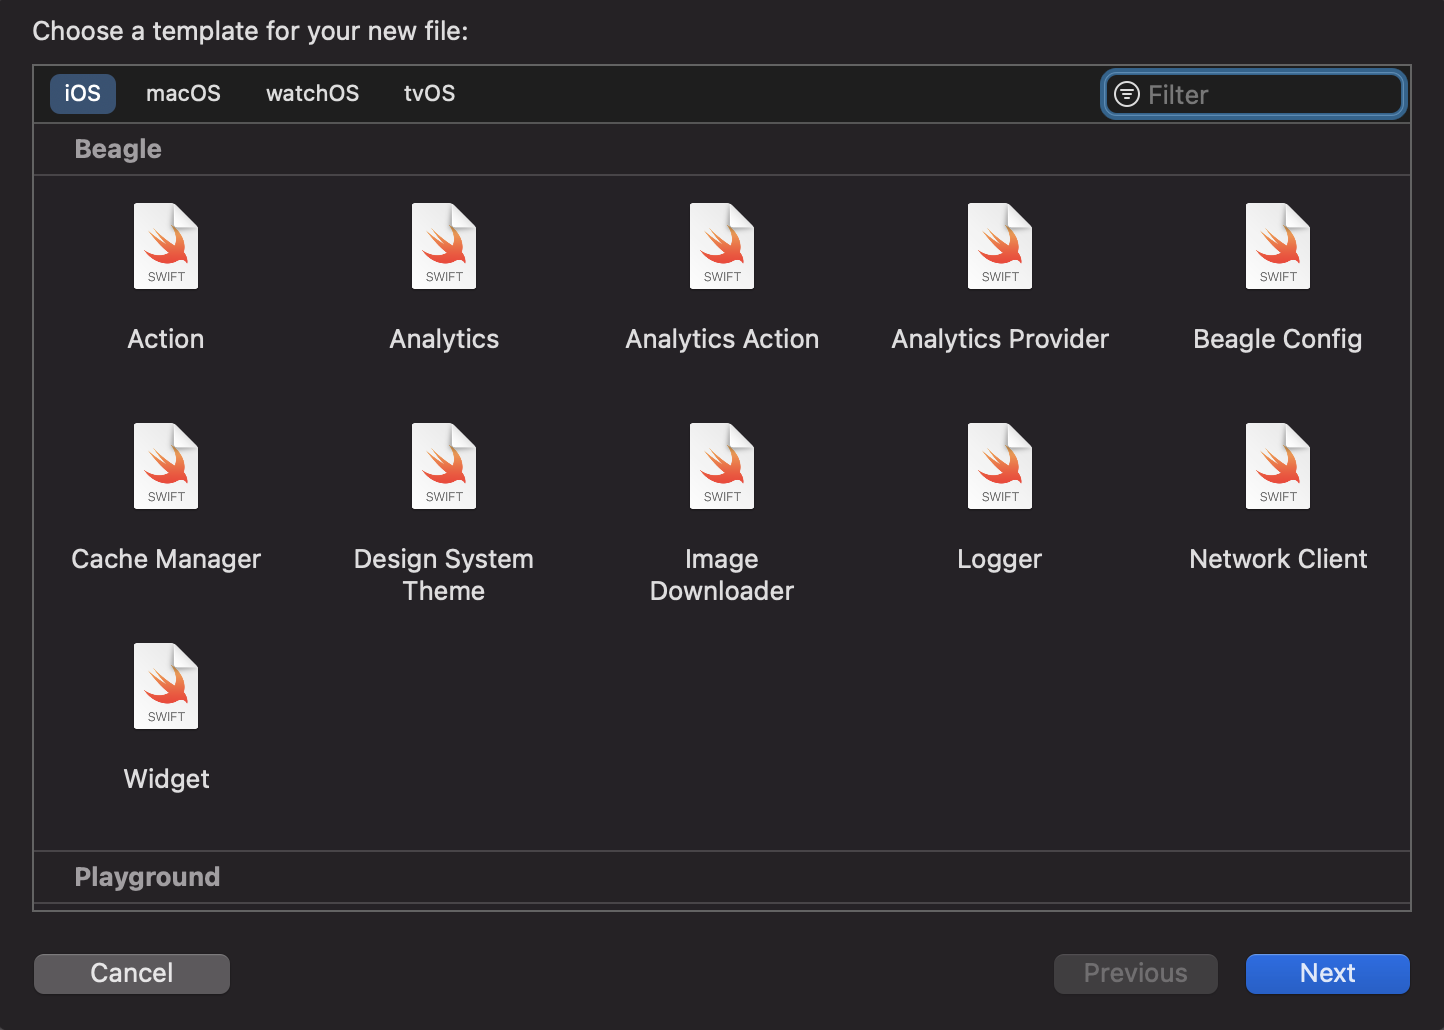 Choose a template for your new file:
iOS macOS watchOS tvOS Filter
Beagle
SWIFT SWIFT SWIFT SWIFT SWIFT
Action Analytics Analytics Action Analytics Provider Beagle Config
SWIFT SWIFT SWIFT SWIFT SWIFT
Cache Manager Design System Image Logger Network Client
Theme Downloader
SWIFT
Widget
Playground
Cancel Previous Next